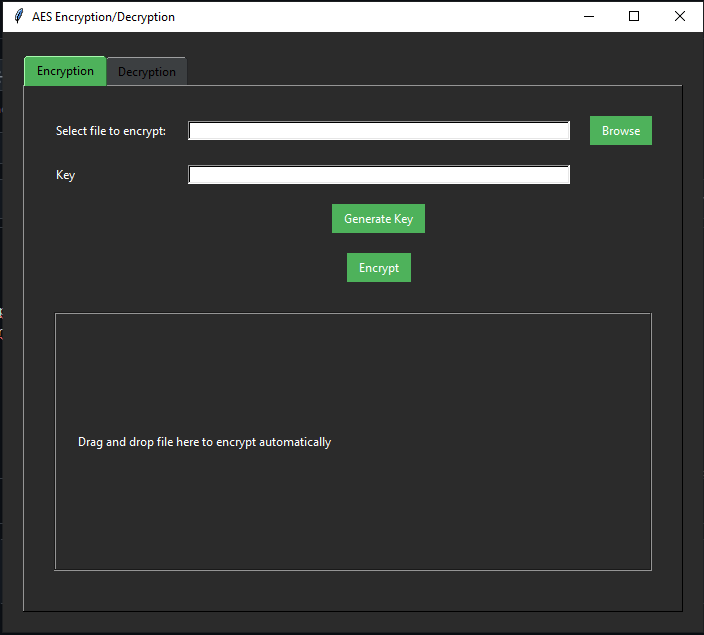 AES Encryption/Decryption
Encryption Decryption
Select file to encrypt: Browse
Key
Generate Key
Encrypt
Drag and drop file here to encrypt automatically